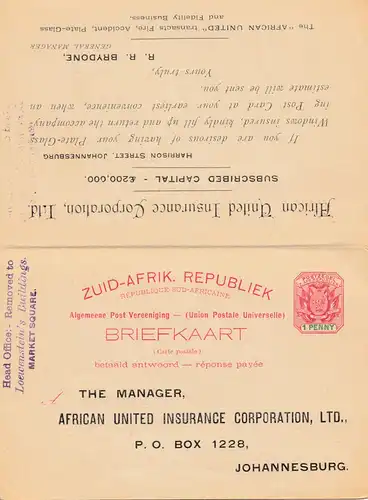 African United Insurance Corporation, Ltd.
SUBSCRIBED CAPITAL - £200,000.
HARRISON STREET, JOHANNESBURG
If you are desirous of having your Plate-Glass
Windows insured, kindly fill up and return the accompany
ing Post Card at your earliest convenience, when an
estimate will be sent you.
Yours truly,
R. R. BRYDONE,
GENERAL MANAGER
The "AFRICAN UNITED" transacts Fire, Accident, Plate-Glass
and Fidelity Business.
ZUID-AFRIK. REPUBLIEK
REPUBLIQUE SUD-AFRICAINE
Algemeene Post Vereeniging — (Union Postale Universelle)
BRIEFKAART
(Carte postale)
betaald antwoord — réponse payée
1 PENNY
Head Office:- Removed to
Loewenstein's Buildings.
MARKET SQUARE.
THE MANAGER,
AFRICAN UNITED INSURANCE CORPORATION, LTD.,
P. O. BOX 1228,
JOHANNESBURG.